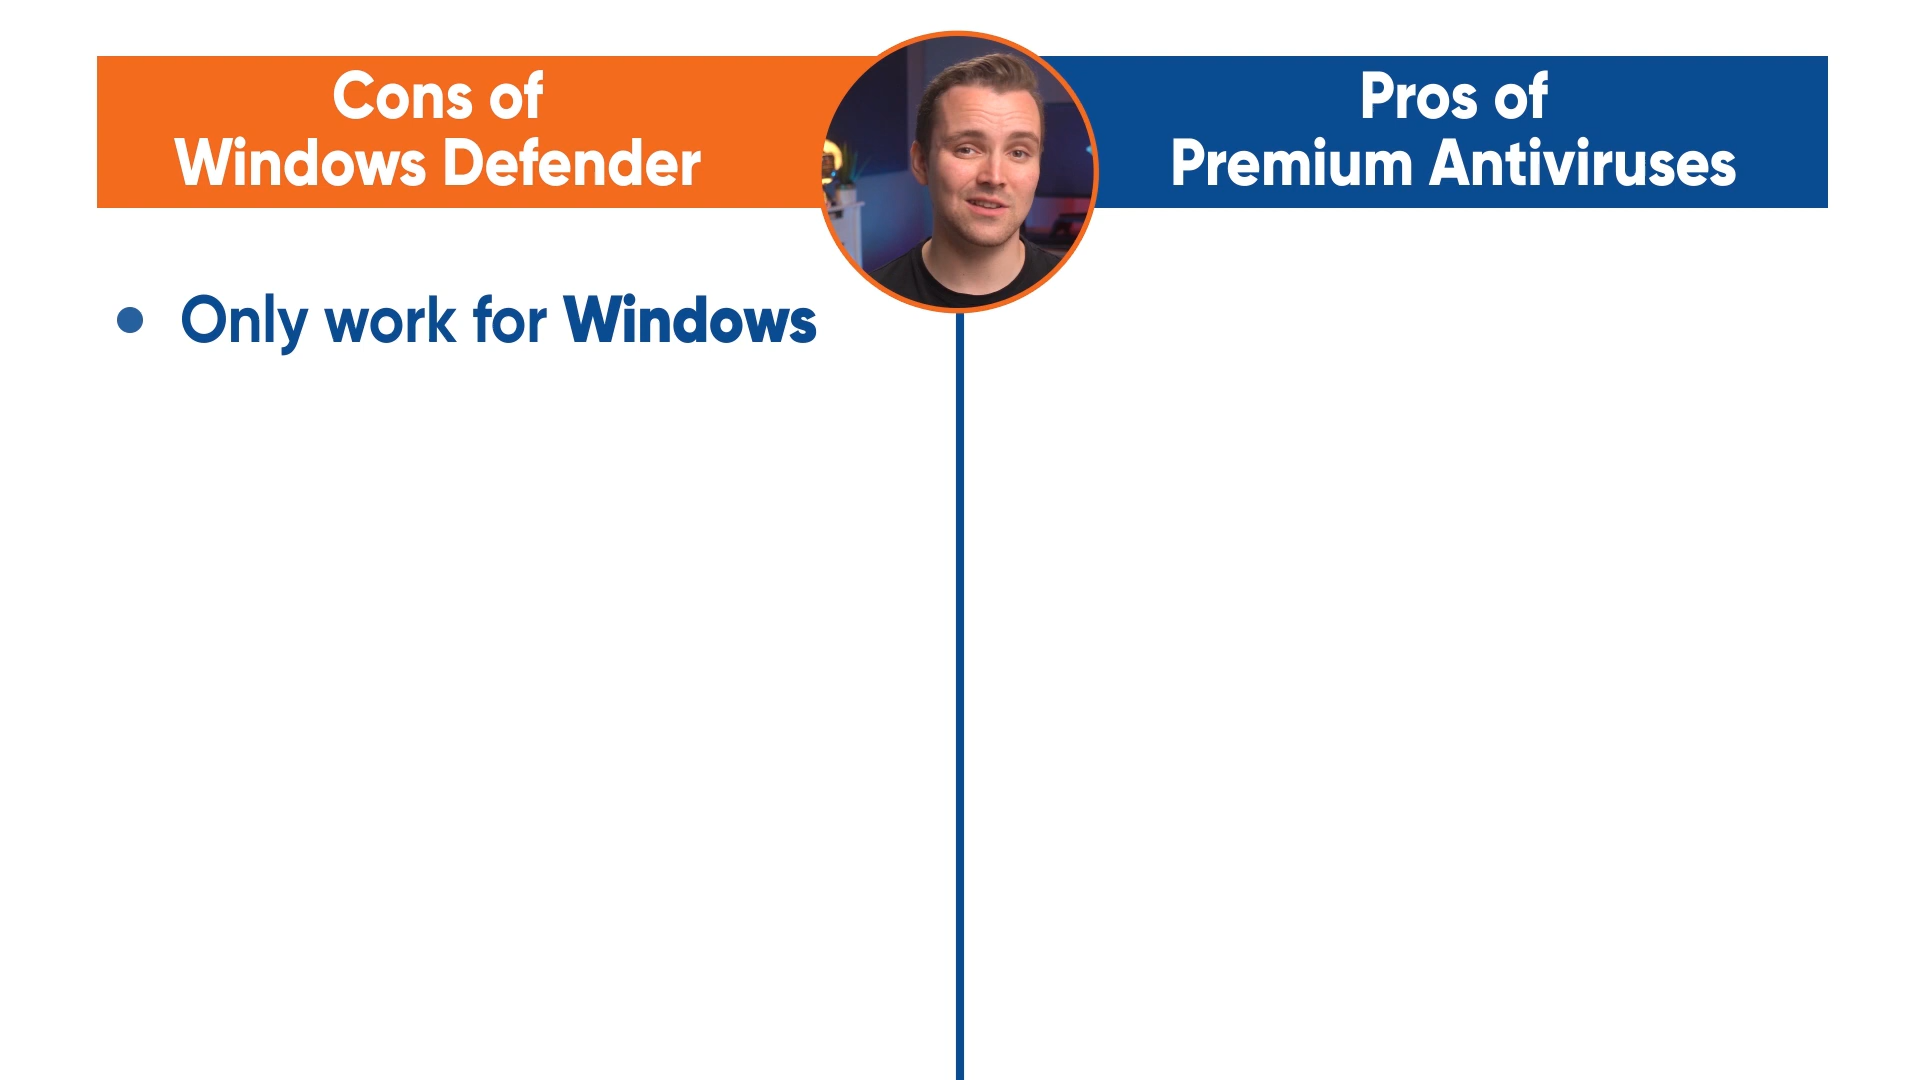 Cons of
Windows Defender
Pros of
Premium Antiviruses
Only work for Windows